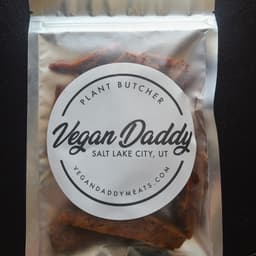 PLANT BUTCHER
Vegan Daddy
SALT LAKE CITY, UT
VEGANDADDYMEATS.COM